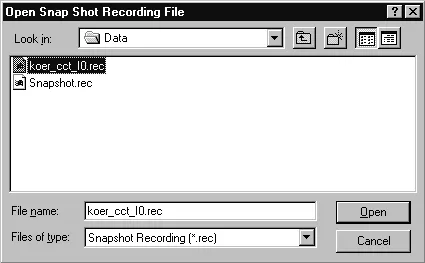 Open Snap Shot Recording File
Look in: Data
koer_cct_I0.rec
Snapshot.rec
File name: koer_cct_I0.rec Open
Files of type: Snapshot Recording (*.rec) Cancel